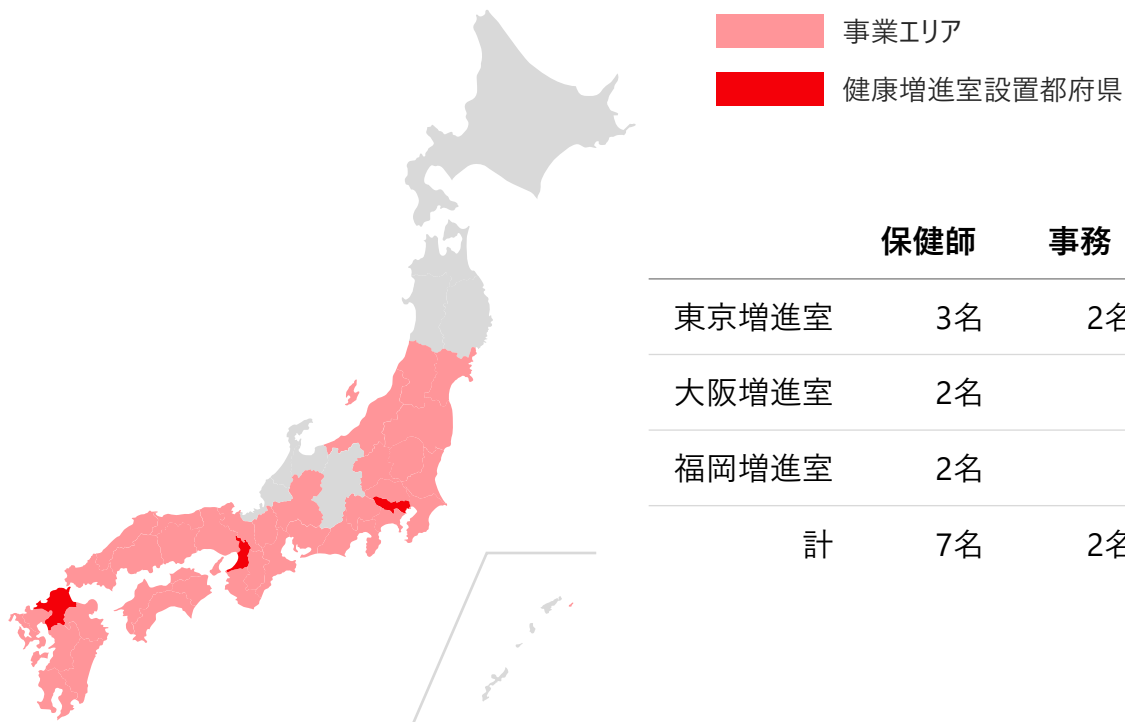 事業エリア
健康増進室設置都府県
保健師 事務
東京増進室 3名 2名
大阪増進室 2名
福岡増進室 2名
計 7名 2名